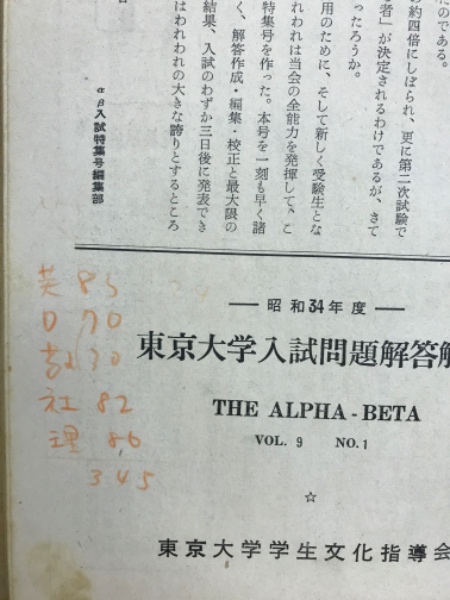 のである。
の約四倍にしぼられ、更に第二次試験で
者”が決定されるわけであるが、さて
ったろうか。
用のために、そして新しく受験生とな
れわれは当会の全能力を発揮して、こ
特集号を作った。本号を一刻も早く諸
く、解答作成・編集・校正と最大限の
結果、入試のわずか三日後に発表でき
はわれわれの大きな誇りとするところ
αβ入試特集号編集部
英
70
社 82
理 86
345
— 昭和34年度 —
東京大学入試問題解答解
THE ALPHA-BETA
VOL. 9 NO. 1
☆
東京大学学生文化指導会